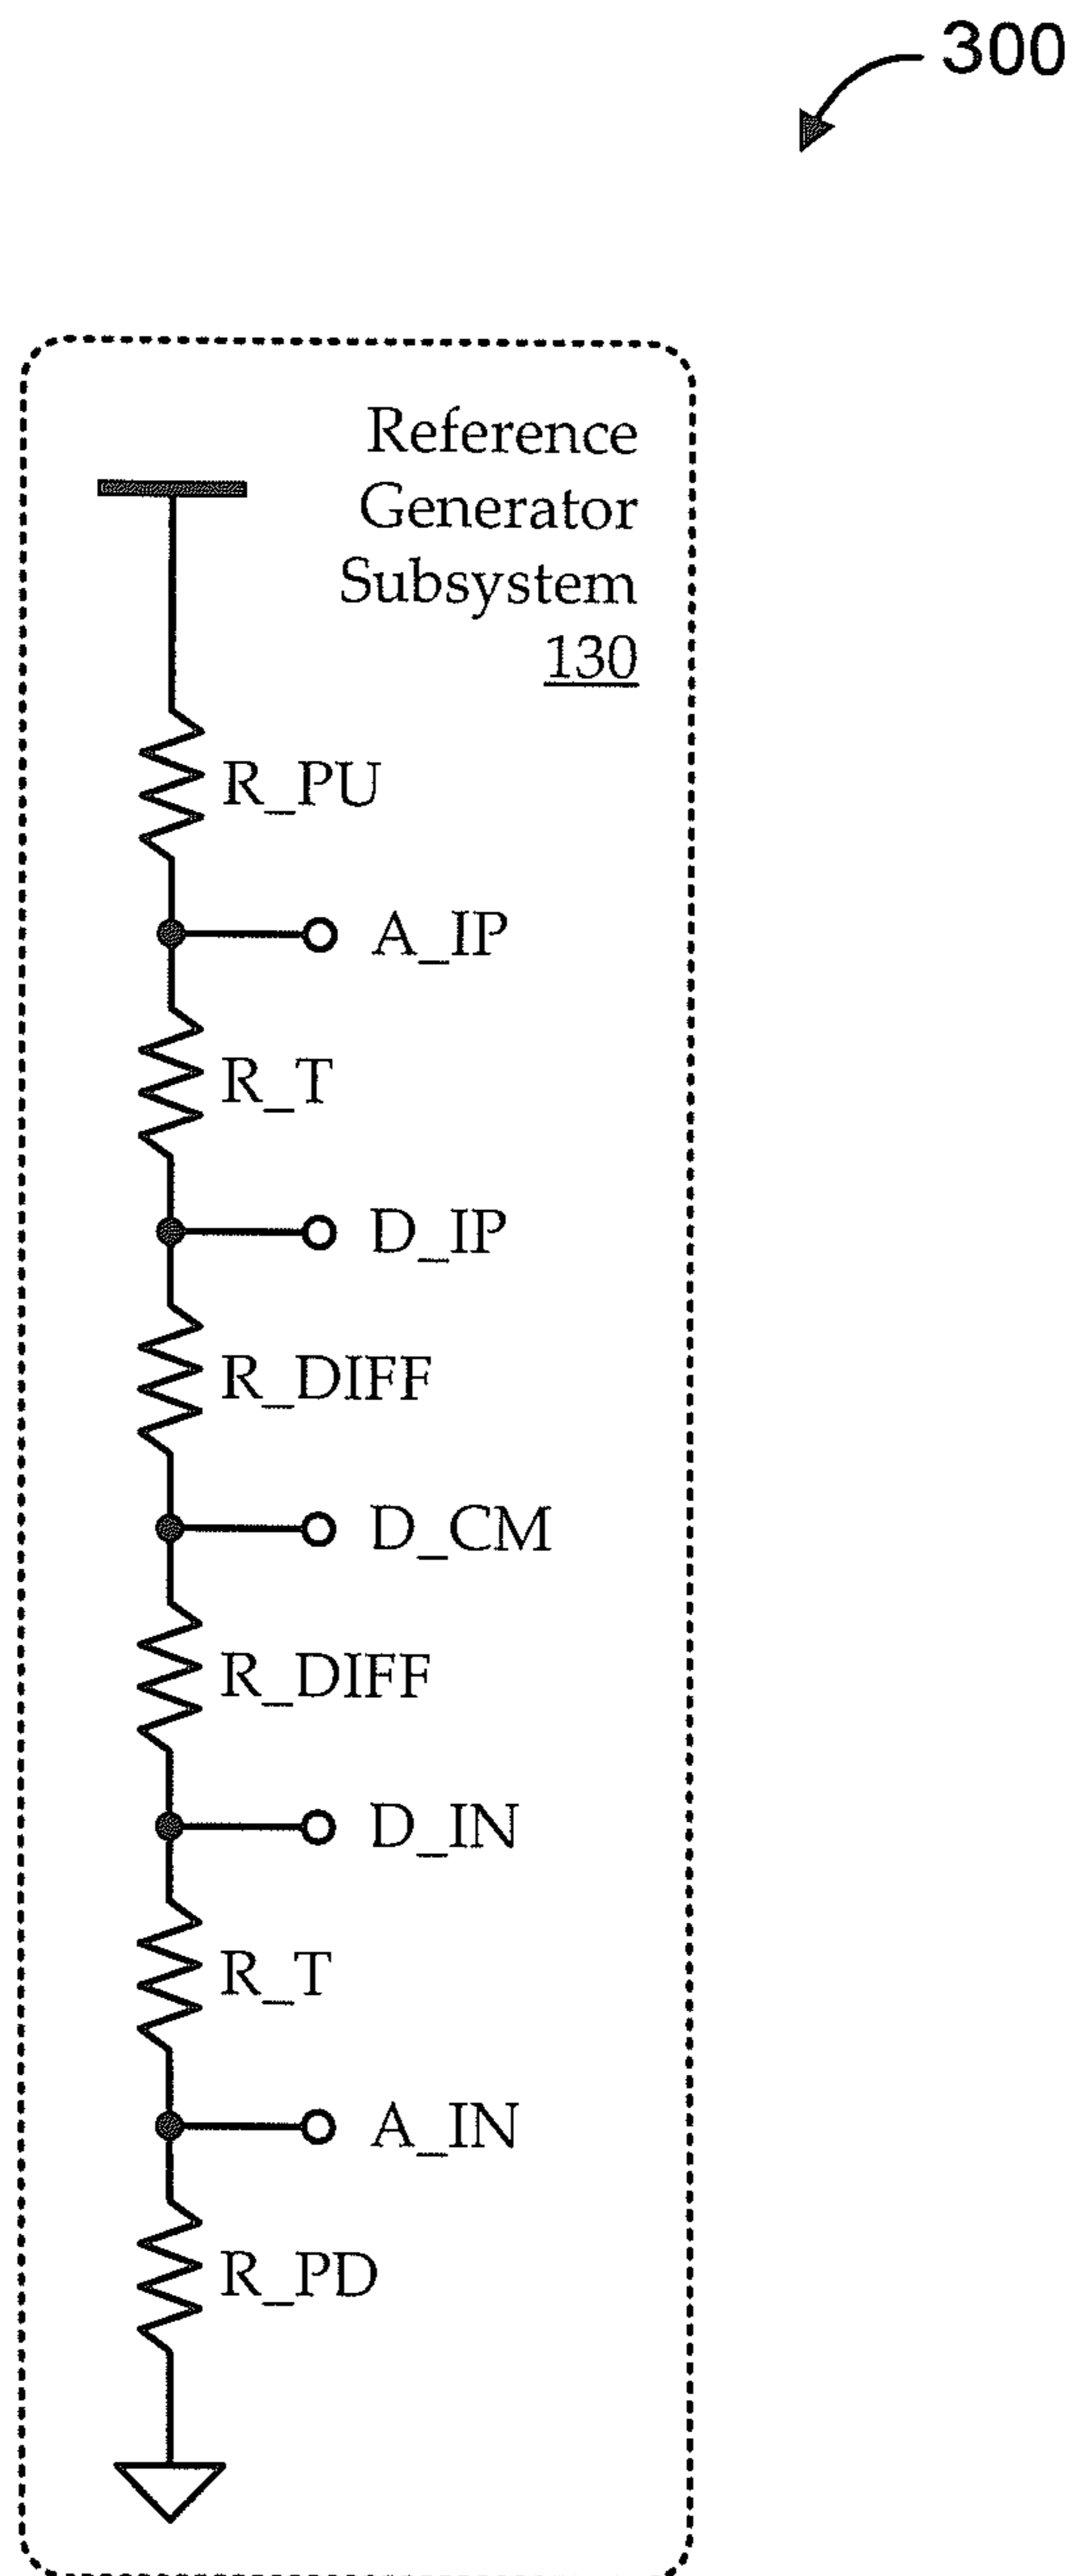 300
Reference
Generator
Subsystem
130
R_PU
A_IP
R_T
D_IP
R_DIFF
D_CM
R_DIFF
D_IN
R_T
A_IN
R_PD